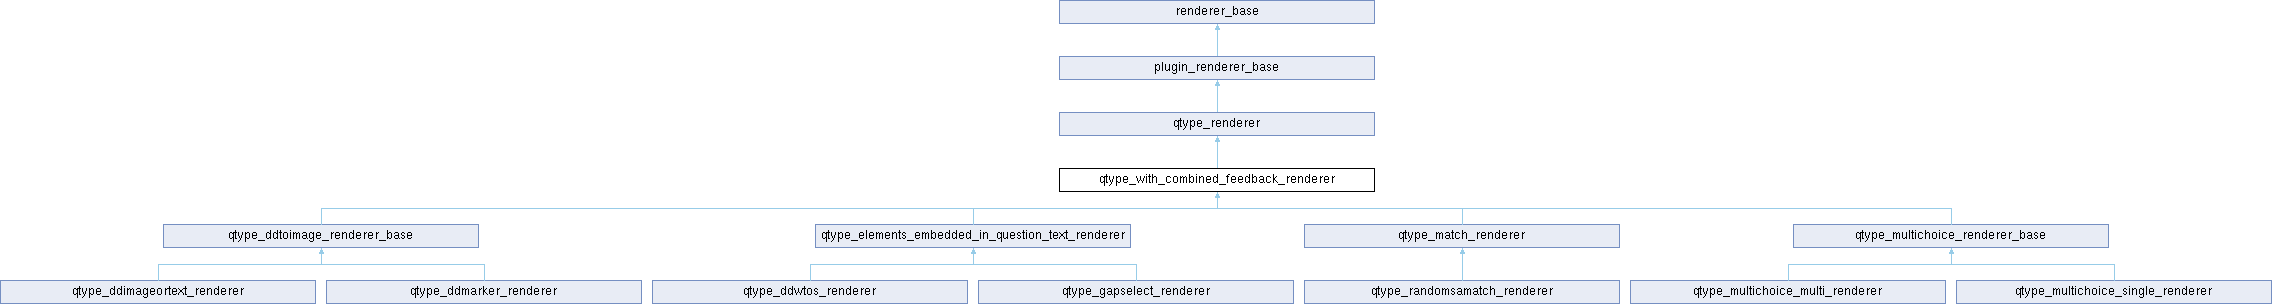 renderer_base
plugin_renderer_base
qtype_renderer
qtype_with_combined_feedback_renderer
qtype_ddtoimage_renderer_base
qtype_elements_embedded_in_question_text_renderer
qtype_match_renderer
qtype_multichoice_renderer_base
qtype_ddimageortext_renderer
qtype_ddmarker_renderer
qtype_ddwtos_renderer
qtype_gapselect_renderer
qtype_randomsamatch_renderer
qtype_multichoice_multi_renderer
qtype_multichoice_single_renderer